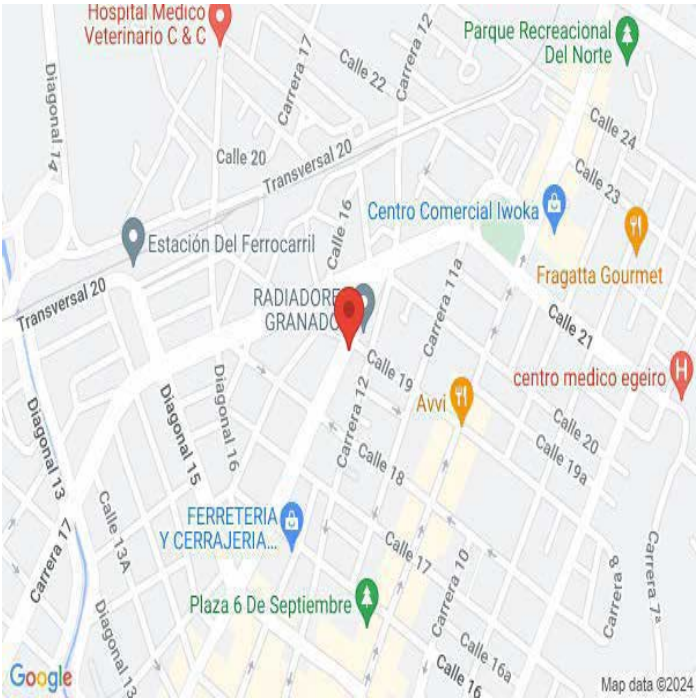 Hospital Medico
Veterinario C & C
Carrera 17
Carrera 12
Parque Recreacional
Del Norte
Calle 22
Diagonal 74
Calle 24
Calle 20
Transversal 20
Calle 23
Calle 16
Centro Comercial Iwoka
Estación Del Ferrocarril
Fragatta Gourmet
Carrera 11a
Transversal 20
RADIADORE
GRANADO
Calle 21
Calle 19
centro medico egeiro
Avvi
Diagonal 16
Carrera 12
Diagonal 13
Diagonal 15
Calle 20
Calle 18
Calle 19a
Calle 13A
FERRETERIA
Y CERRAJERIA...
Carrera 17
Calle 17
Carrera 10
Carrera 8
Carrera 7ª
Plaza 6 De Septiembre
Diagonal 13
Calle 16a
Calle 16
Google
Map data ©2024